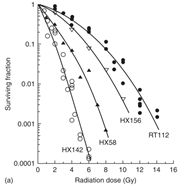 1
0.1
0.01
0.001
0.0001
0 2 4 6 8 10 12 14 16
Surviving fraction
HX156
RT112
HX58
HX142
(a) Radiation dose (Gy)